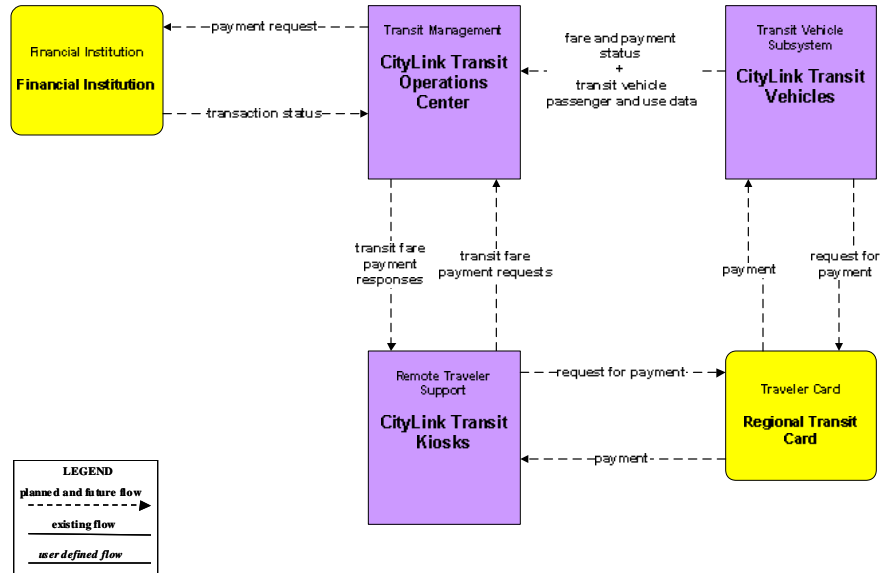 Financial Institution
Financial Institution
payment request
transaction status
Transit Management
CityLink Transit
Operations
Center
fare and payment
status
+
transit vehicle
passenger and use data
Transit Vehicle
Subsystem
CityLink Transit
Vehicles
transit fare
payment
responses
transit fare
payment requests
payment
request for
payment
Remote Traveler
Support
CityLink Transit
Kiosks
request for payment
payment
Traveler Card
Regional Transit
Card
LEGEND
planned and future flow
existing flow
user defined flow